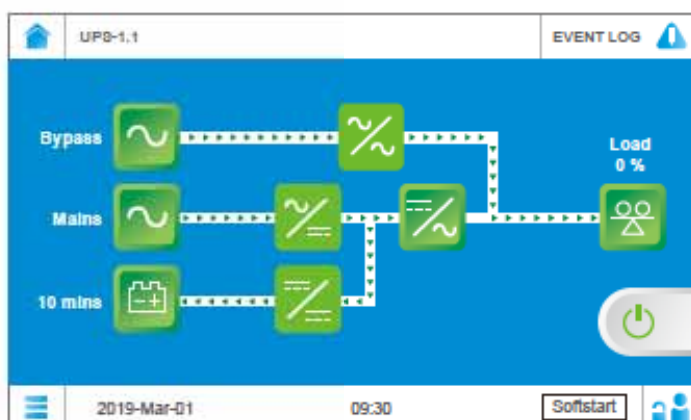 UPS-1.1
EVENT LOG
Bypass
Load
0 %
Mains
10 mins
2019-Mar-01
09:30
Softstart